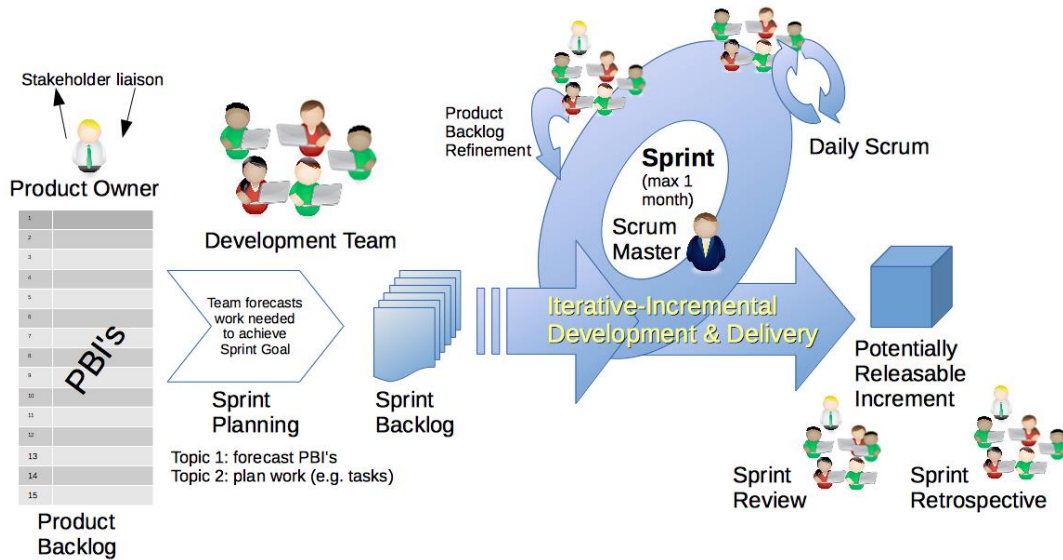 Stakeholder liaison
Product Owner
1
2
3
4
5
6
7
8
9
10
11
12
13
14
15
PBI's
Product
Backlog
Development Team
Team forecasts
work needed
to achieve
Sprint Goal
Sprint
Planning
Topic 1: forecast PBI's
Topic 2: plan work (e.g. tasks)
Sprint
Backlog
Product
Backlog
Refinement
Sprint
(max 1
month)
Scrum
Master
Daily Scrum
Iterative-Incremental
Development & Delivery
Potentially
Releasable
Increment
Sprint
Review
Sprint
Retrospective